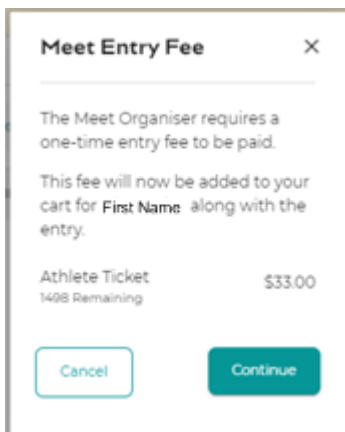 Meet Entry Fee
The Meet Organiser requires a
one-time entry fee to be paid.
This fee will now be added to your
cart for First Name along with the
entry.
Athlete Ticket $33.00
1498 Remaining
Cancel Continue